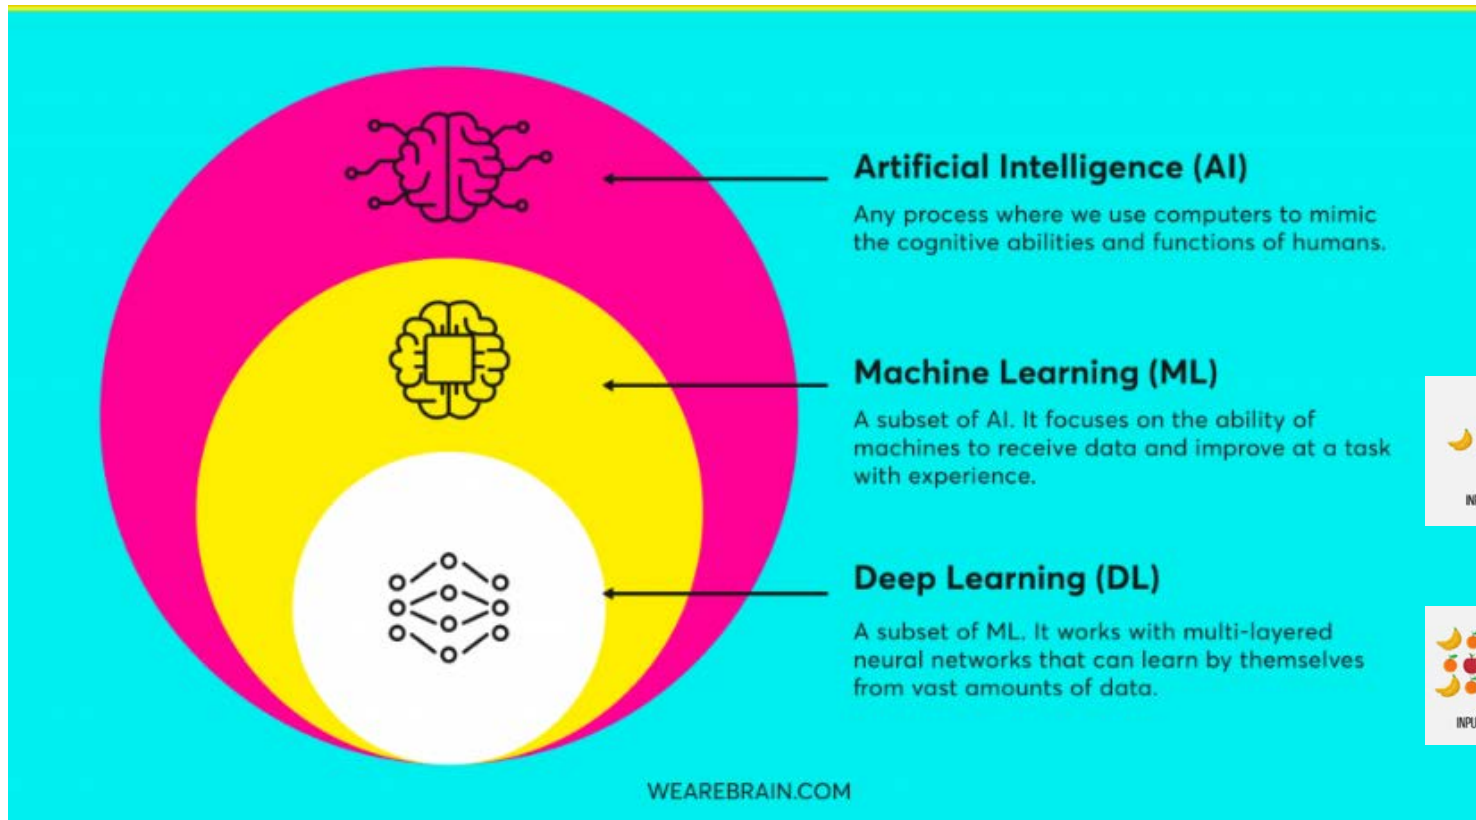 Artificial Intelligence (AI)
Any process where we use computers to mimic
the cognitive abilities and functions of humans.
Machine Learning (ML)
A subset of AI. It focuses on the ability of
machines to receive data and improve at a task
with experience.
Deep Learning (DL)
A subset of ML. It works with multi-layered
neural networks that can learn by themselves
from vast amounts of data.
WEAREBRAIN.COM